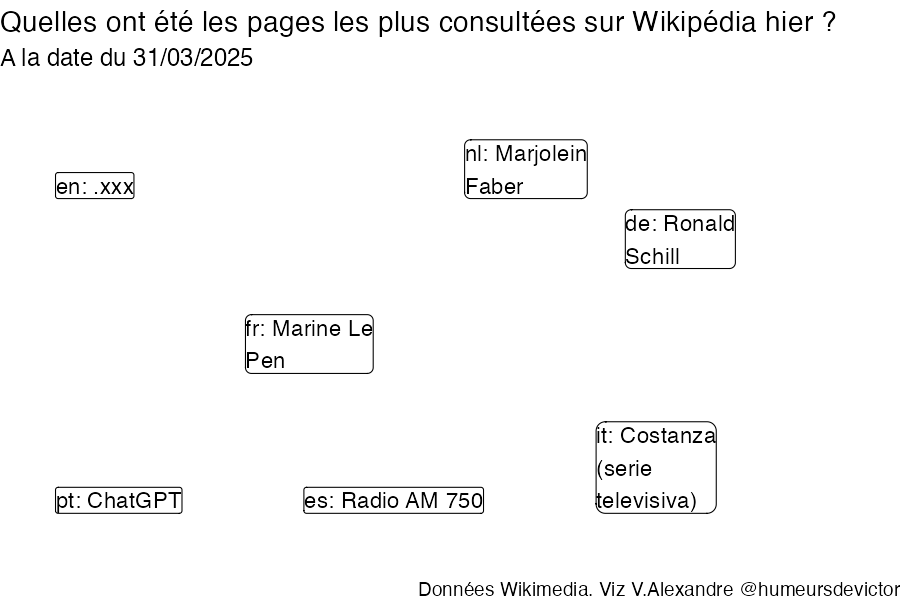 Quelles ont été les pages les plus consultées sur Wikipédia hier ?
A la date du 31/03/2025
nl: Marjolein
Faber
en: .xxx
de: Ronald
Schill
fr: Marine Le
Pen
it: Costanza
(serie
televisiva)
pt: ChatGPT
es: Radio AM 750
Données Wikimedia. Viz V.Alexandre @humeursdevictor